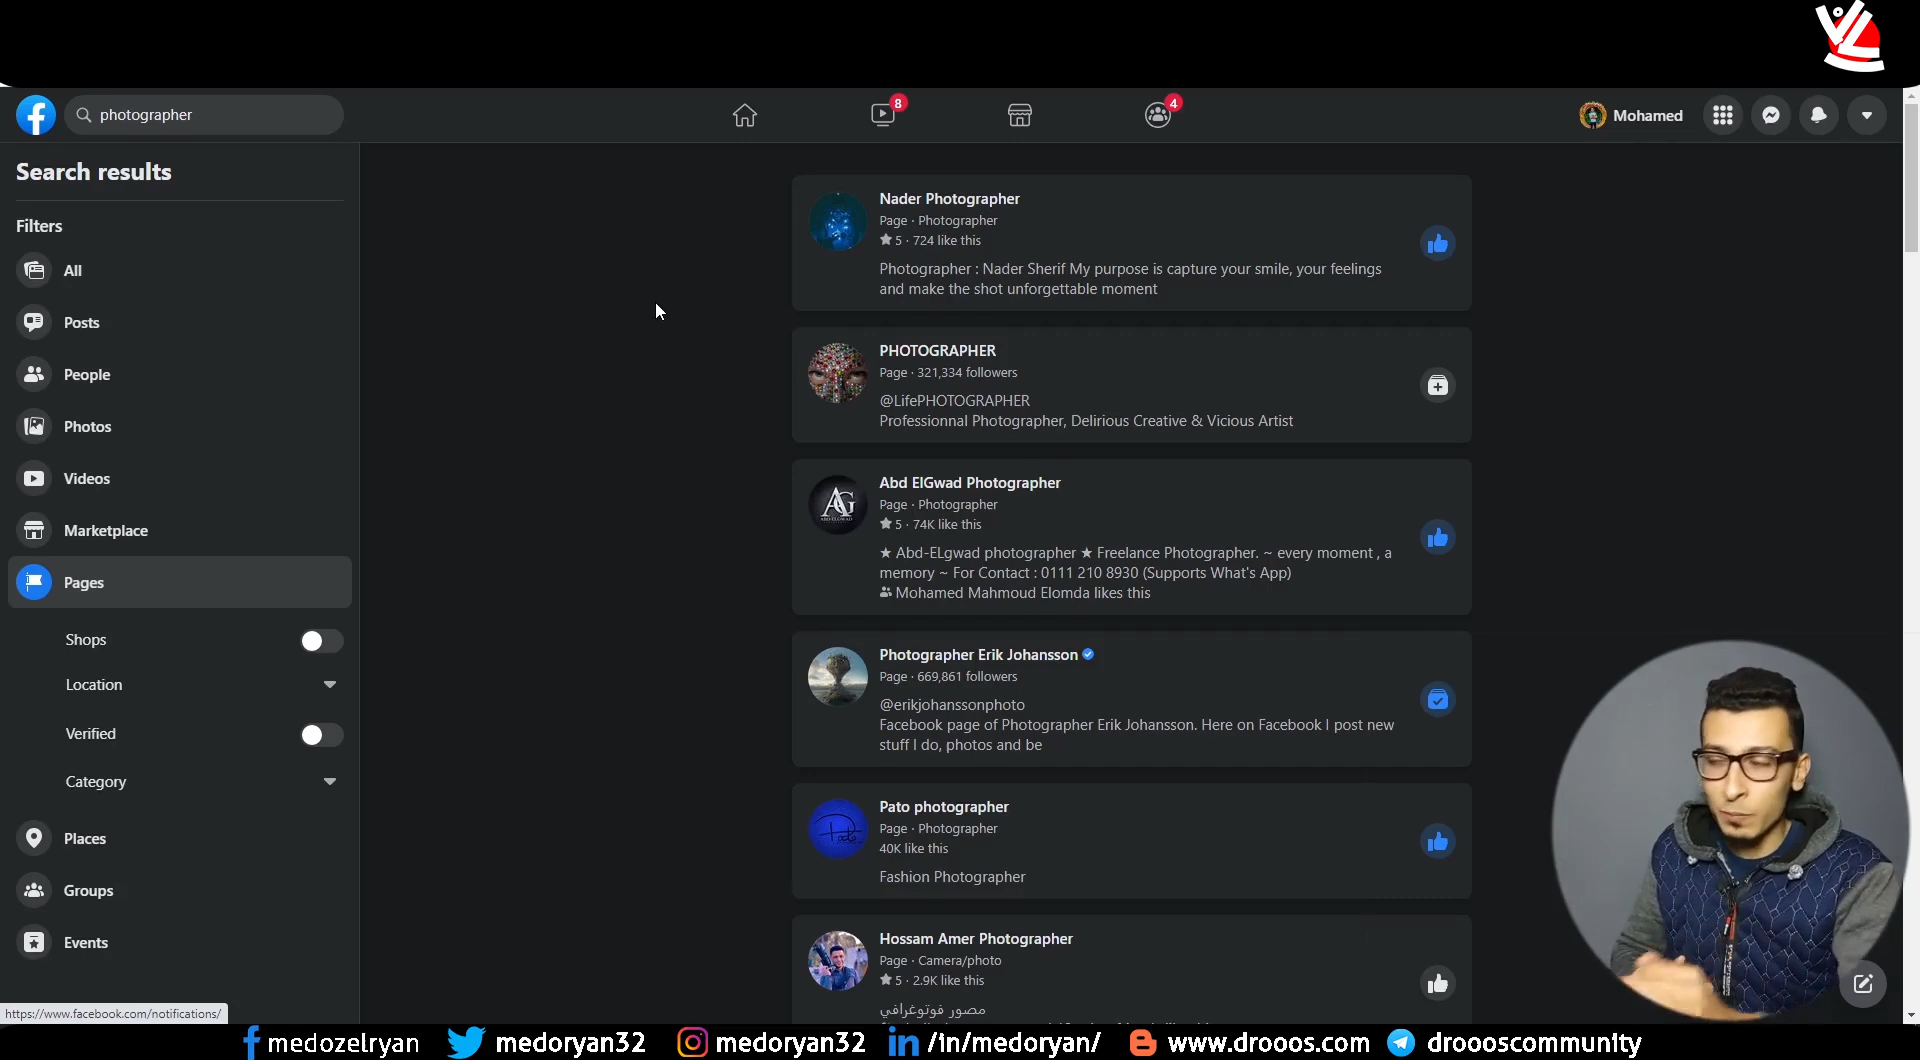 photographer
8
4
Mohamed
Search results
Filters
All
Posts
People
Photos
Videos
Marketplace
Pages
Shops
Location
Verified
Category
Places
Groups
Events
Nader Photographer
Page · Photographer
★ 5 · 724 like this
Photographer : Nader Sherif My purpose is capture your smile, your feelings
and make the shot unforgettable moment
PHOTOGRAPHER
Page · 321,334 followers
@LifePHOTOGRAPHER
Professionnal Photographer, Delirious Creative & Vicious Artist
AG
Abd ElGwad Photographer
Page · Photographer
★ 5 · 74K like this
★ Abd-ELgwad photographer ★ Freelance Photographer. ~ every moment , a
memory ~ For Contact : 0111 210 8930 (Supports What's App)
Mohamed Mahmoud Elomda likes this
Photographer Erik Johansson
Page · 669,861 followers
@erikjohanssonphoto
Facebook page of Photographer Erik Johansson. Here on Facebook I post new
stuff I do, photos and be
Pato photographer
Page · Photographer
40K like this
Fashion Photographer
Hossam Amer Photographer
Page · Camera/photo
★ 5 · 2.9K like this
مصور فوتوغرافي
https://www.facebook.com/notifications/
medozelryan medoryan32 medoryan32 /in/medoryan/ www.drooos.com droooscommunity